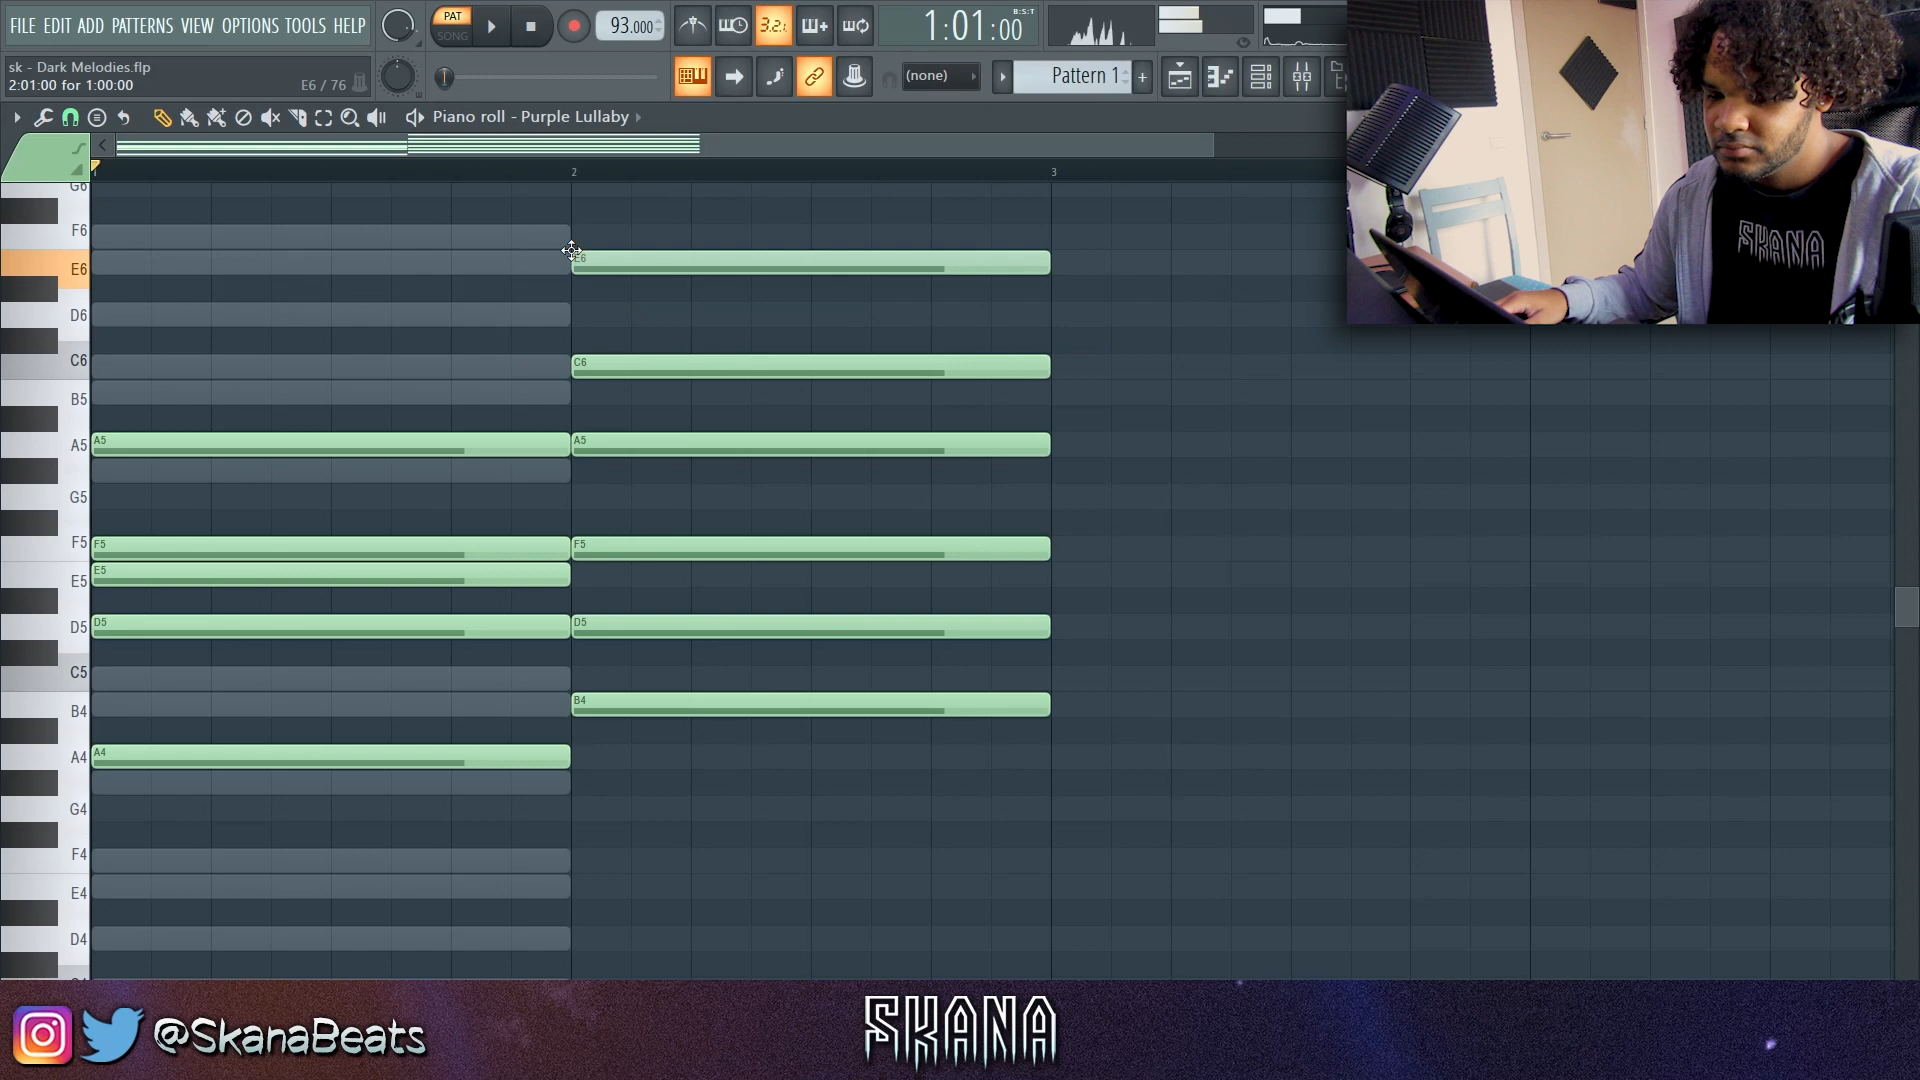 FILE EDIT ADD PATTERNS VIEW OPTIONS TOOLS HELP
PAT
SONG
93.000
3.2.
1:01:00
B:S:T
sk - Dark Melodies.flp
2:01:00 for 1:00:00
E6 / 76
(none)
Pattern 1
Piano roll - Purple Lullaby
2
3
G6
F6
E6
E6
D6
C6
C6
B5
A5
A5
A5
G5
F5
F5
F5
E5
E5
D5
D5
D5
C5
B4
B4
A4
A4
G4
F4
E4
D4
SKANA
@SkanaBeats
SKANA